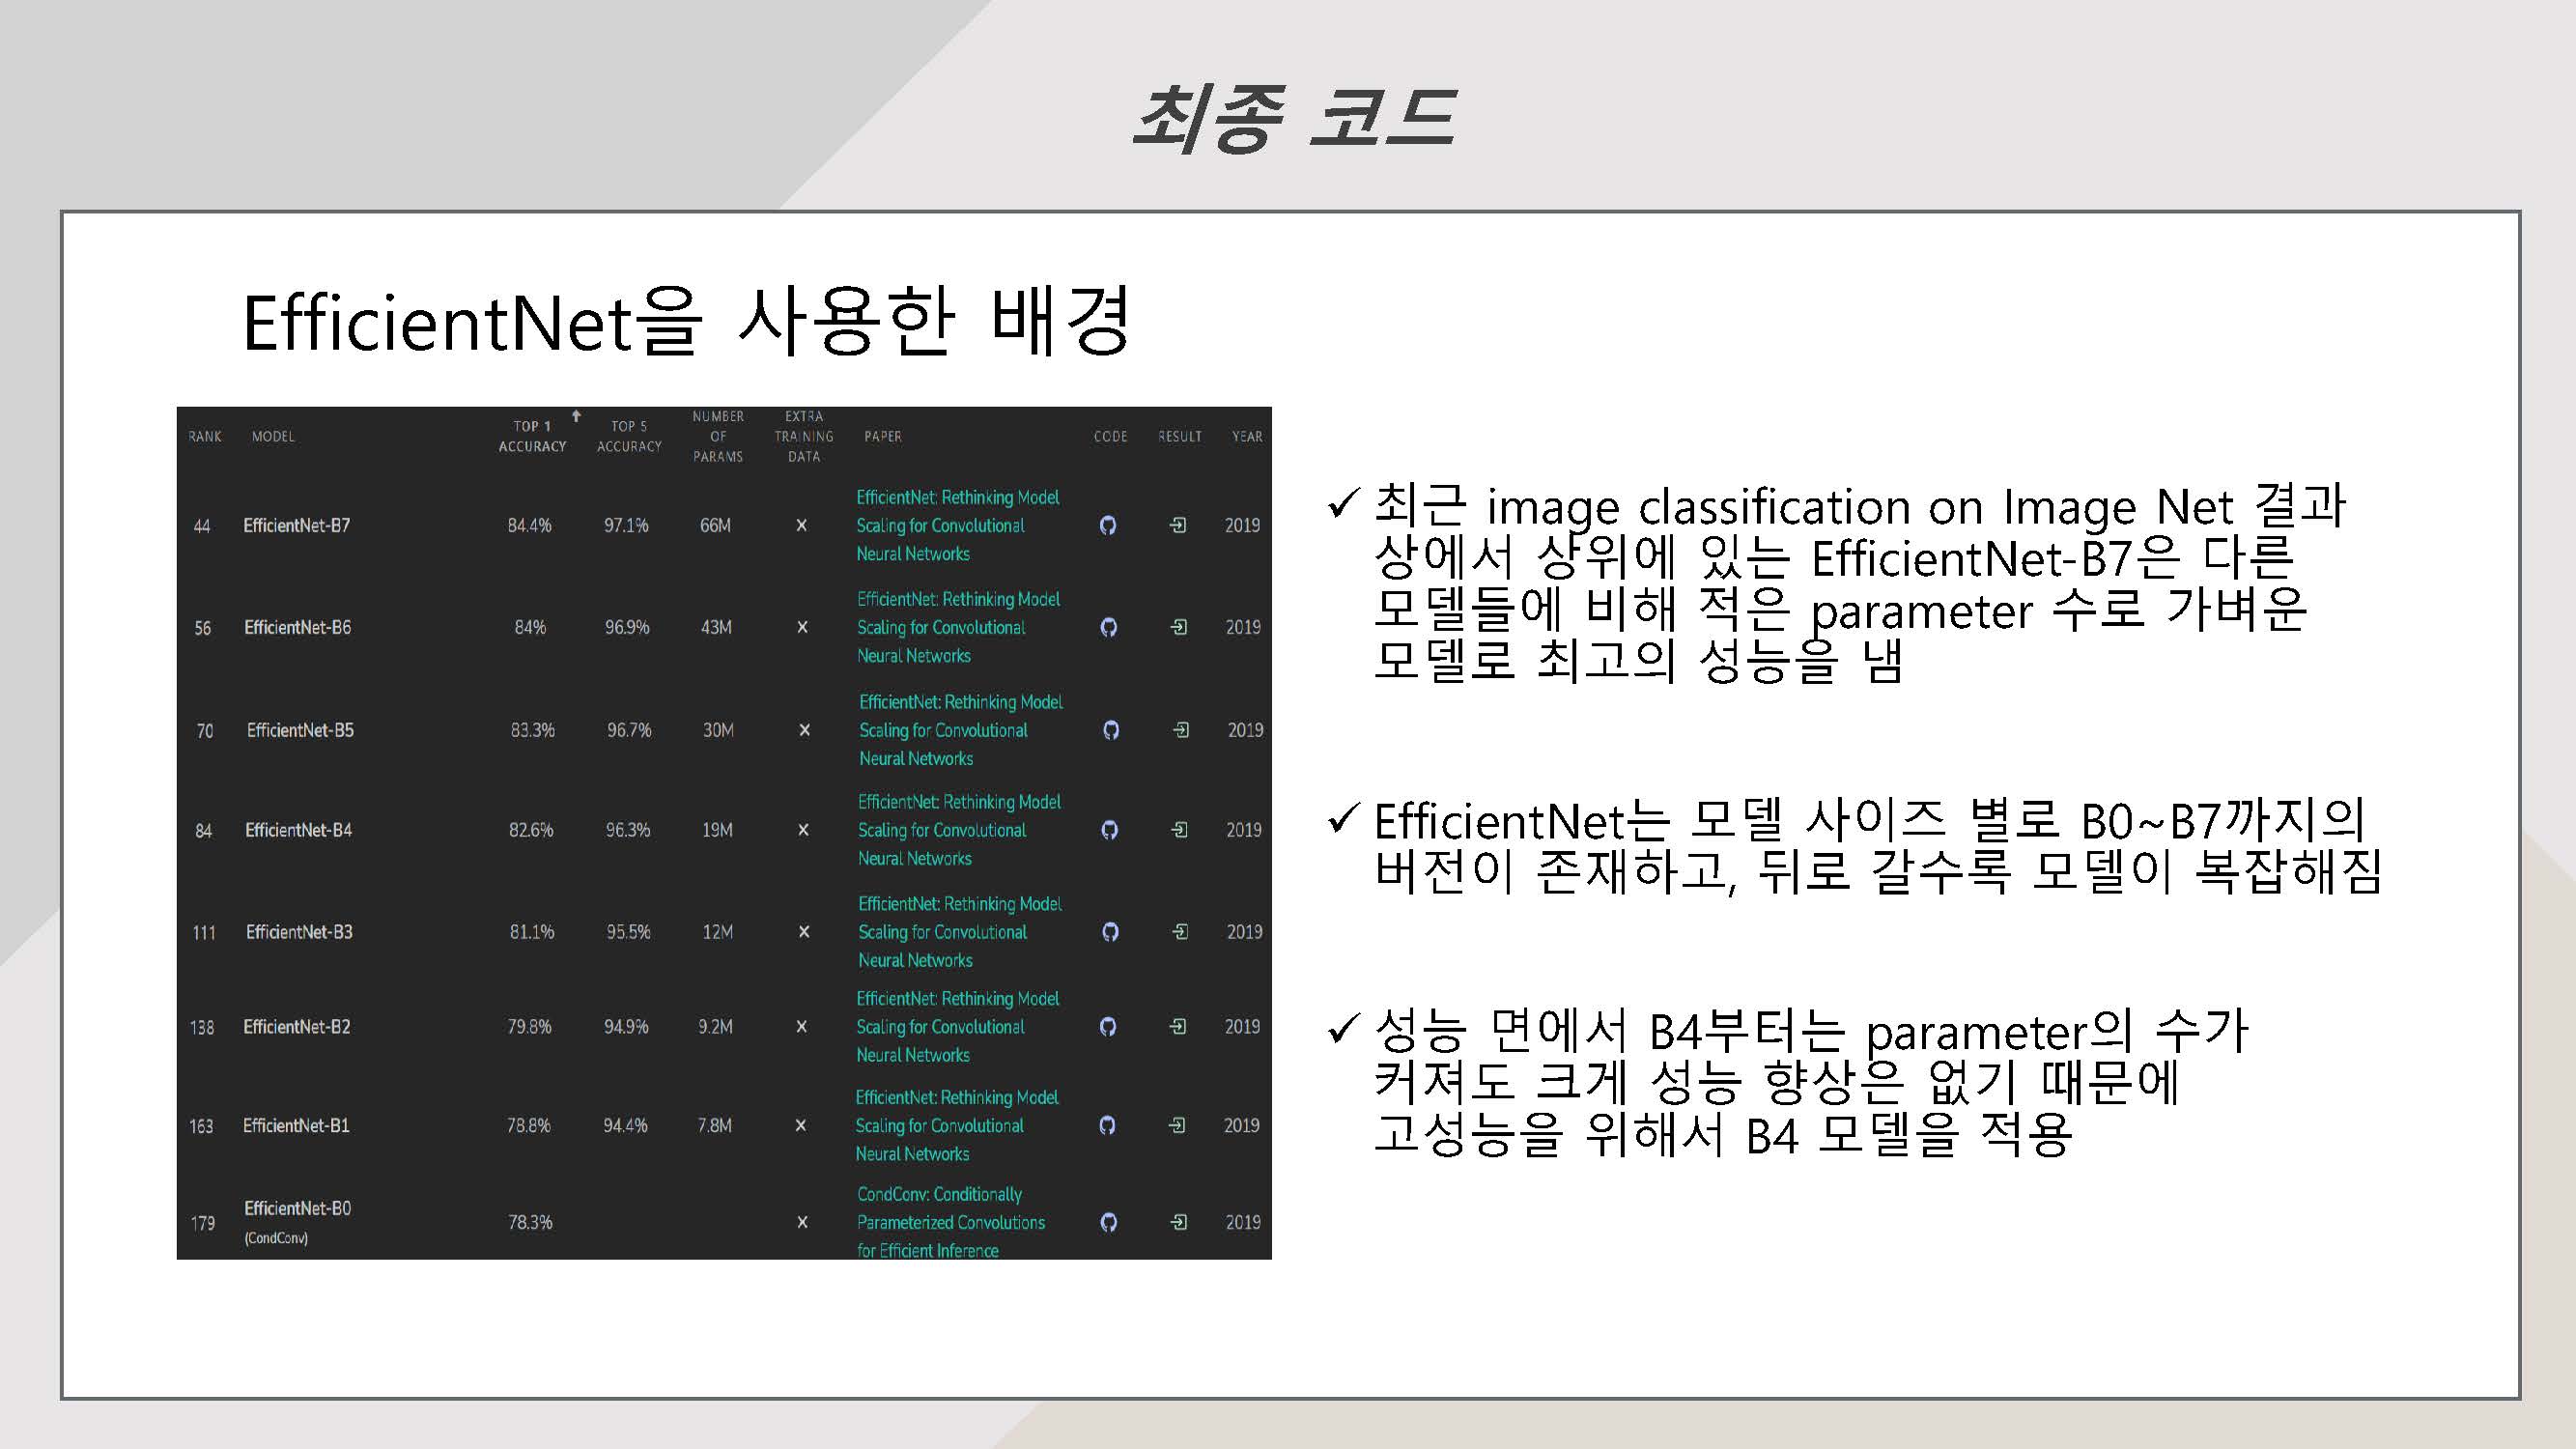 최종 코드
EfficientNet을 사용한 배경
RANK MODEL TOP 1 ACCURACY TOP 5 ACCURACY NUMBER OF PARAMS EXTRA TRAINING DATA PAPER CODE RESULT YEAR
EfficientNet: Rethinking Model
44 EfficientNet-B7 84.4% 97.1% 66M × Scaling for Convolutional 2019
Neural Networks
EfficientNet: Rethinking Model
56 EfficientNet-B6 84% 96.9% 43M × Scaling for Convolutional 2019
Neural Networks
EfficientNet: Rethinking Model
70 EfficientNet-B5 83.3% 96.7% 30M × Scaling for Convolutional 2019
Neural Networks
EfficientNet: Rethinking Model
84 EfficientNet-B4 82.6% 96.3% 19M × Scaling for Convolutional 2019
Neural Networks
EfficientNet: Rethinking Model
111 EfficientNet-B3 81.1% 95.5% 12M × Scaling for Convolutional 2019
Neural Networks
EfficientNet: Rethinking Model
138 EfficientNet-B2 79.8% 94.9% 9.2M × Scaling for Convolutional 2019
Neural Networks
EfficientNet: Rethinking Model
163 EfficientNet-B1 78.8% 94.4% 7.8M × Scaling for Convolutional 2019
Neural Networks
EfficientNet-B0 CondConv: Conditionally
179 78.3% × Parameterized Convolutions 2019
(CondConv) for Efficient Inference
✓ 최근 image classification on Image Net 결과
상에서 상위에 있는 EfficientNet-B7은 다른
모델들에 비해 적은 parameter 수로 가벼운
모델로 최고의 성능을 냄
✓ EfficientNet는 모델 사이즈 별로 B0~B7까지의
버전이 존재하고, 뒤로 갈수록 모델이 복잡해짐
✓ 성능 면에서 B4부터는 parameter의 수가
커져도 크게 성능 향상은 없기 때문에
고성능을 위해서 B4 모델을 적용